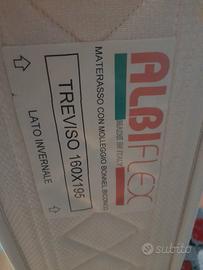 ALBIFLEX
MADE IN ITALY
MATERASSO CON MOLLEGGIO BONNEL BICONICO
TREVISO 160X195
LATO INVERNALE
subito